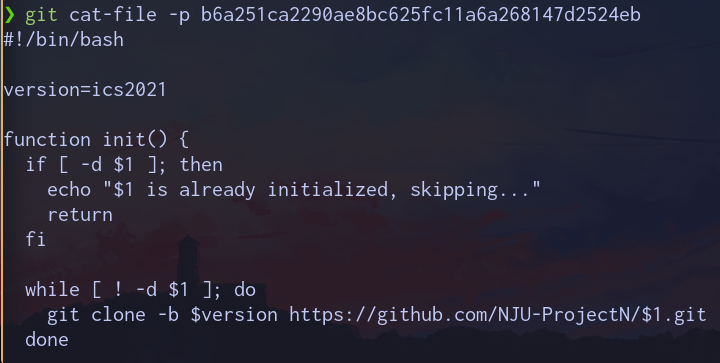 ❯ git cat-file -p b6a251ca2290ae8bc625fc11a6a268147d2524eb
#!/bin/bash

version=ics2021

function init() {
  if [ -d $1 ]; then
    echo "$1 is already initialized, skipping..."
    return
  fi

  while [ ! -d $1 ]; do
    git clone -b $version https://github.com/NJU-ProjectN/$1.git
  done